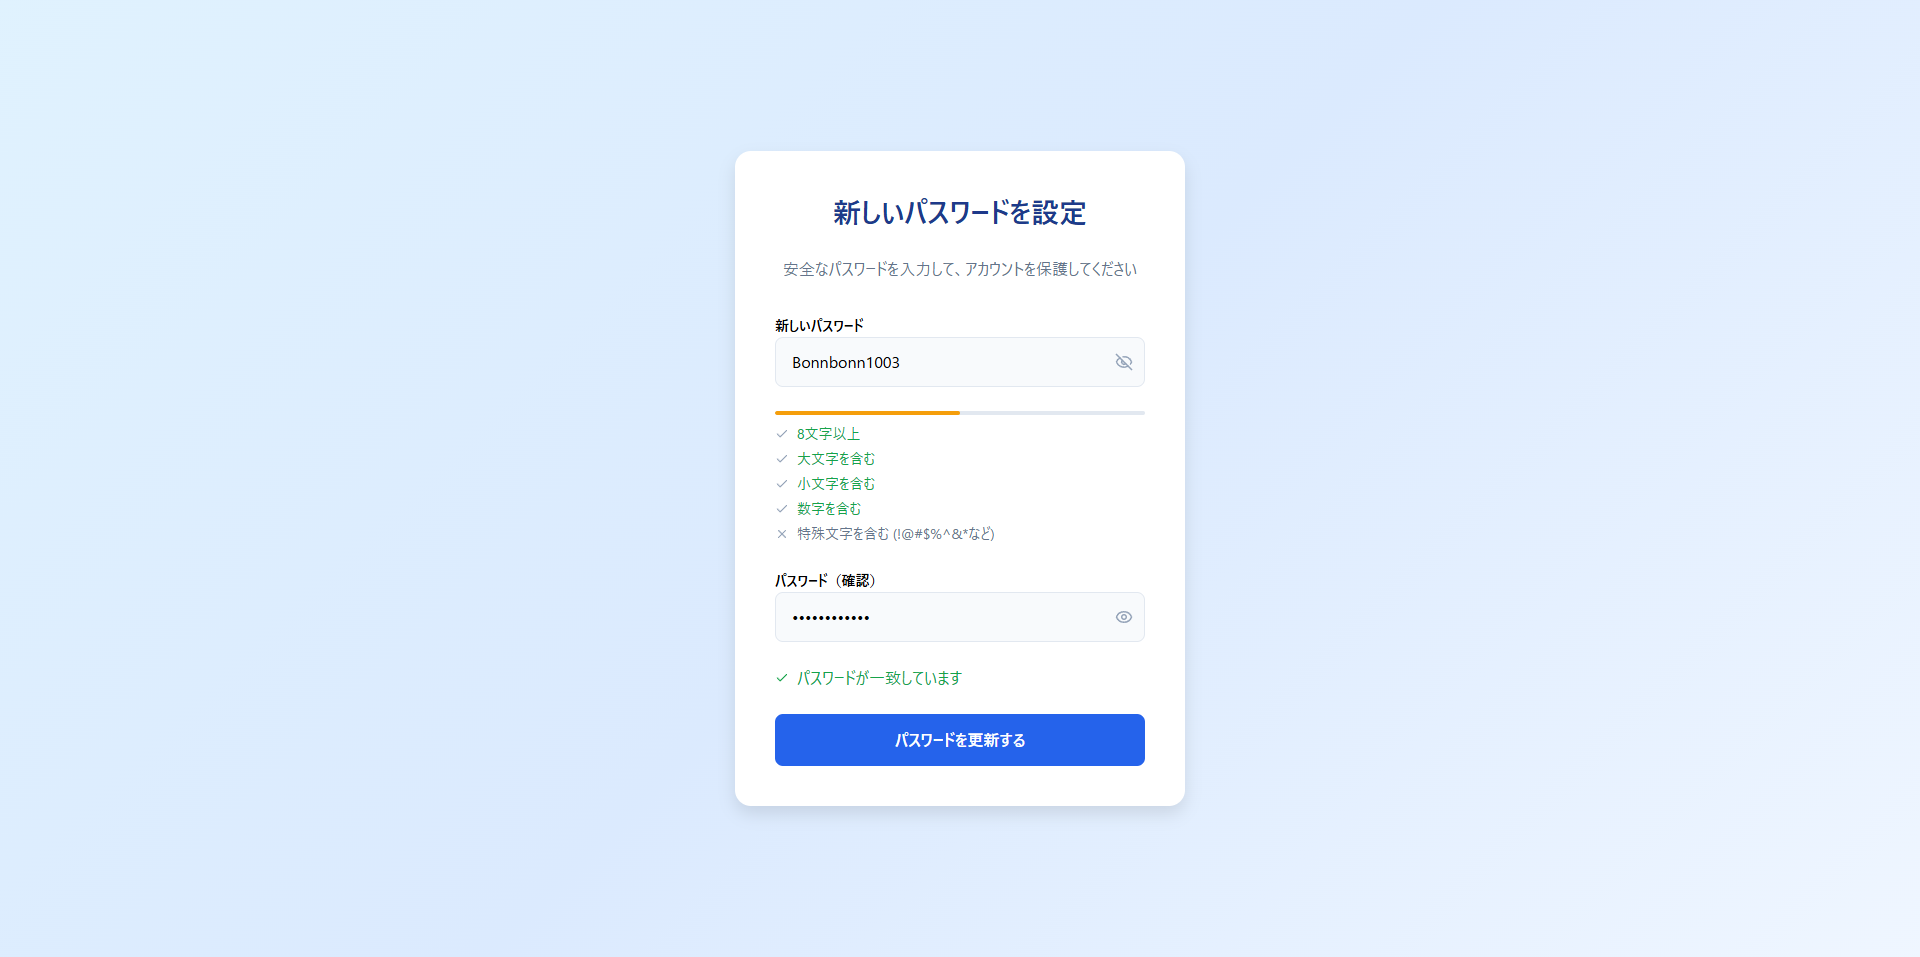 新しいパスワードを設定
安全なパスワードを入力して、アカウントを保護してください
新しいパスワード
Bonnbonn1003
8文字以上
大文字を含む
小文字を含む
数字を含む
特殊文字を含む (!@#$%^&*など)
パスワード（確認）
••••••••••••
パスワードが一致しています
パスワードを更新する